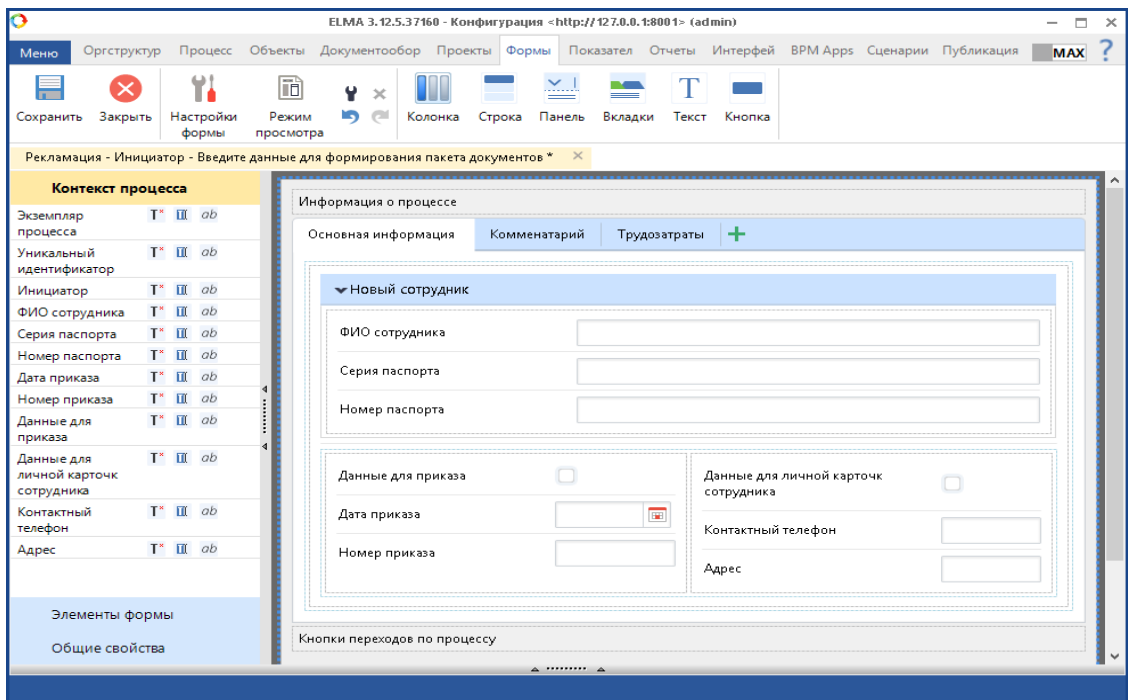 ELMA 3.12.5.37160 - Конфигурация <http://127.0.0.1:8001> (admin)
Меню Оргструктур Процесс Объекты Документообор Проекты Формы Показател Отчеты Интерфей BPM Apps Сценарии Публикация MAX ?
Сохранить Закрыть Настройки формы Режим просмотра Колонка Строка Панель Вкладки Текст Кнопка
Рекламация - Инициатор - Введите данные для формирования пакета документов *
Контекст процесса
Экземпляр
процесса
Уникальный
идентификатор
Инициатор
ФИО сотрудника
Серия паспорта
Номер паспорта
Дата приказа
Номер приказа
Данные для
приказа
Данные для
личной карточк
сотрудника
Контактный
телефон
Адрес
Элементы формы
Общие свойства
Информация о процессе
Основная информация Комментарий Трудозатраты
Новый сотрудник
ФИО сотрудника
Серия паспорта
Номер паспорта
Данные для приказа
Дата приказа
Номер приказа
Данные для личной карточк
сотрудника
Контактный телефон
Адрес
Кнопки переходов по процессу